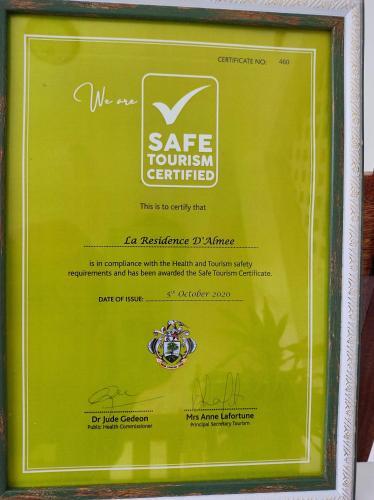 CERTIFICATE NO: 460
We are
SAFE
TOURISM
CERTIFIED
This is to certify that
La Residence D'Almee
is in compliance with the Health and Tourism safety
requirements and has been awarded the Safe Tourism Certificate.
DATE OF ISSUE: 5th October 2020
Dr Jude Gedeon
Public Health Commissioner
Mrs Anne Lafortune
Principal Secretary Tourism